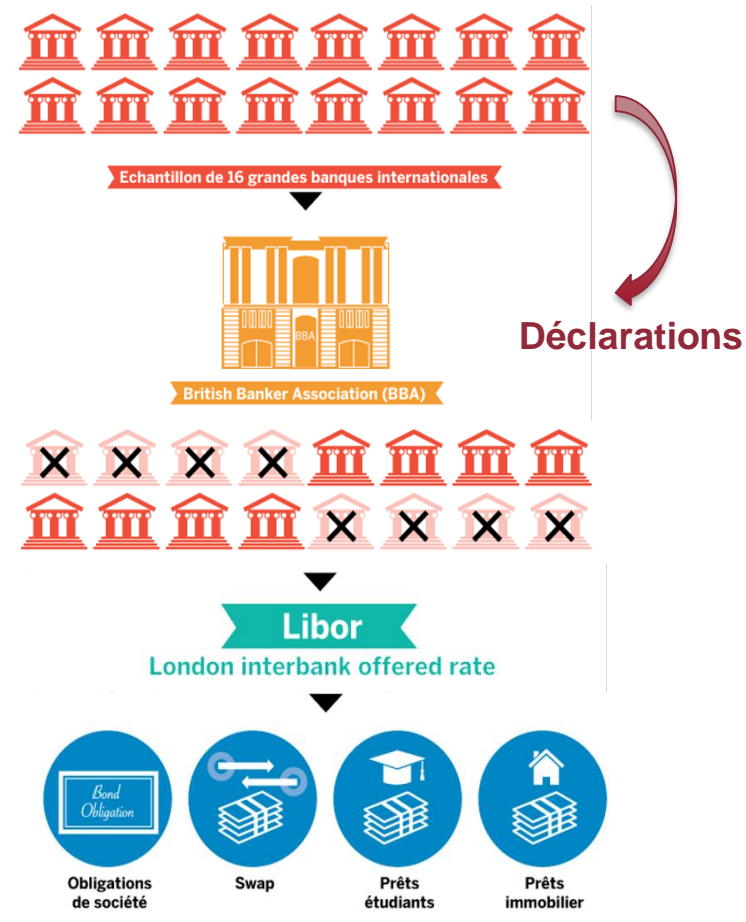 Echantillon de 16 grandes banques internationales
Déclarations
BBA
British Banker Association (BBA)
Libor
London interbank offered rate
Bond
Obligation
Obligations
de société
Swap
Prêts
étudiants
Prêts
immobilier